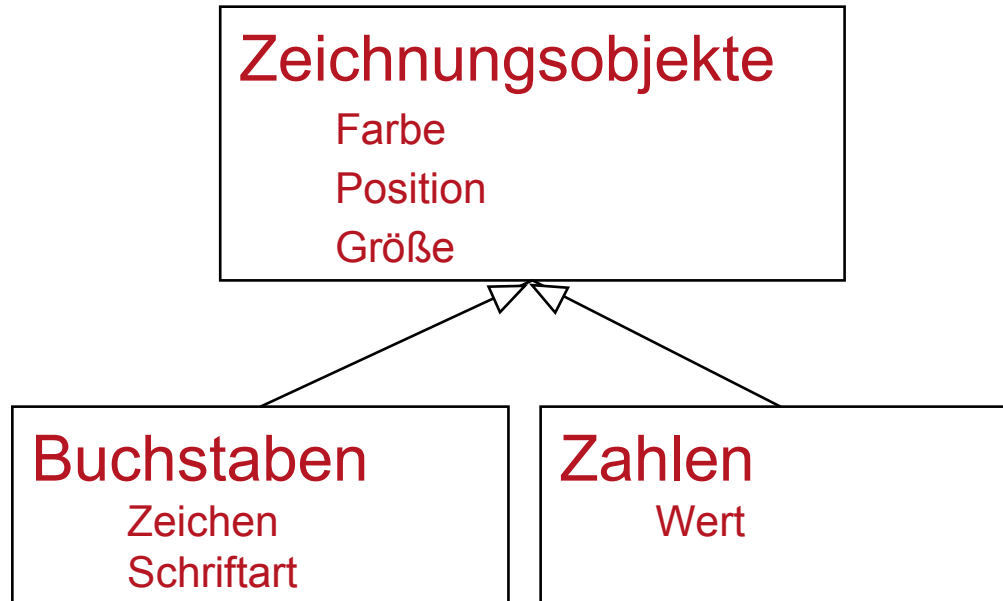 Zeichnungsobjekte
Farbe
Position
Größe
Buchstaben
Zeichen
Schriftart
Zahlen
Wert